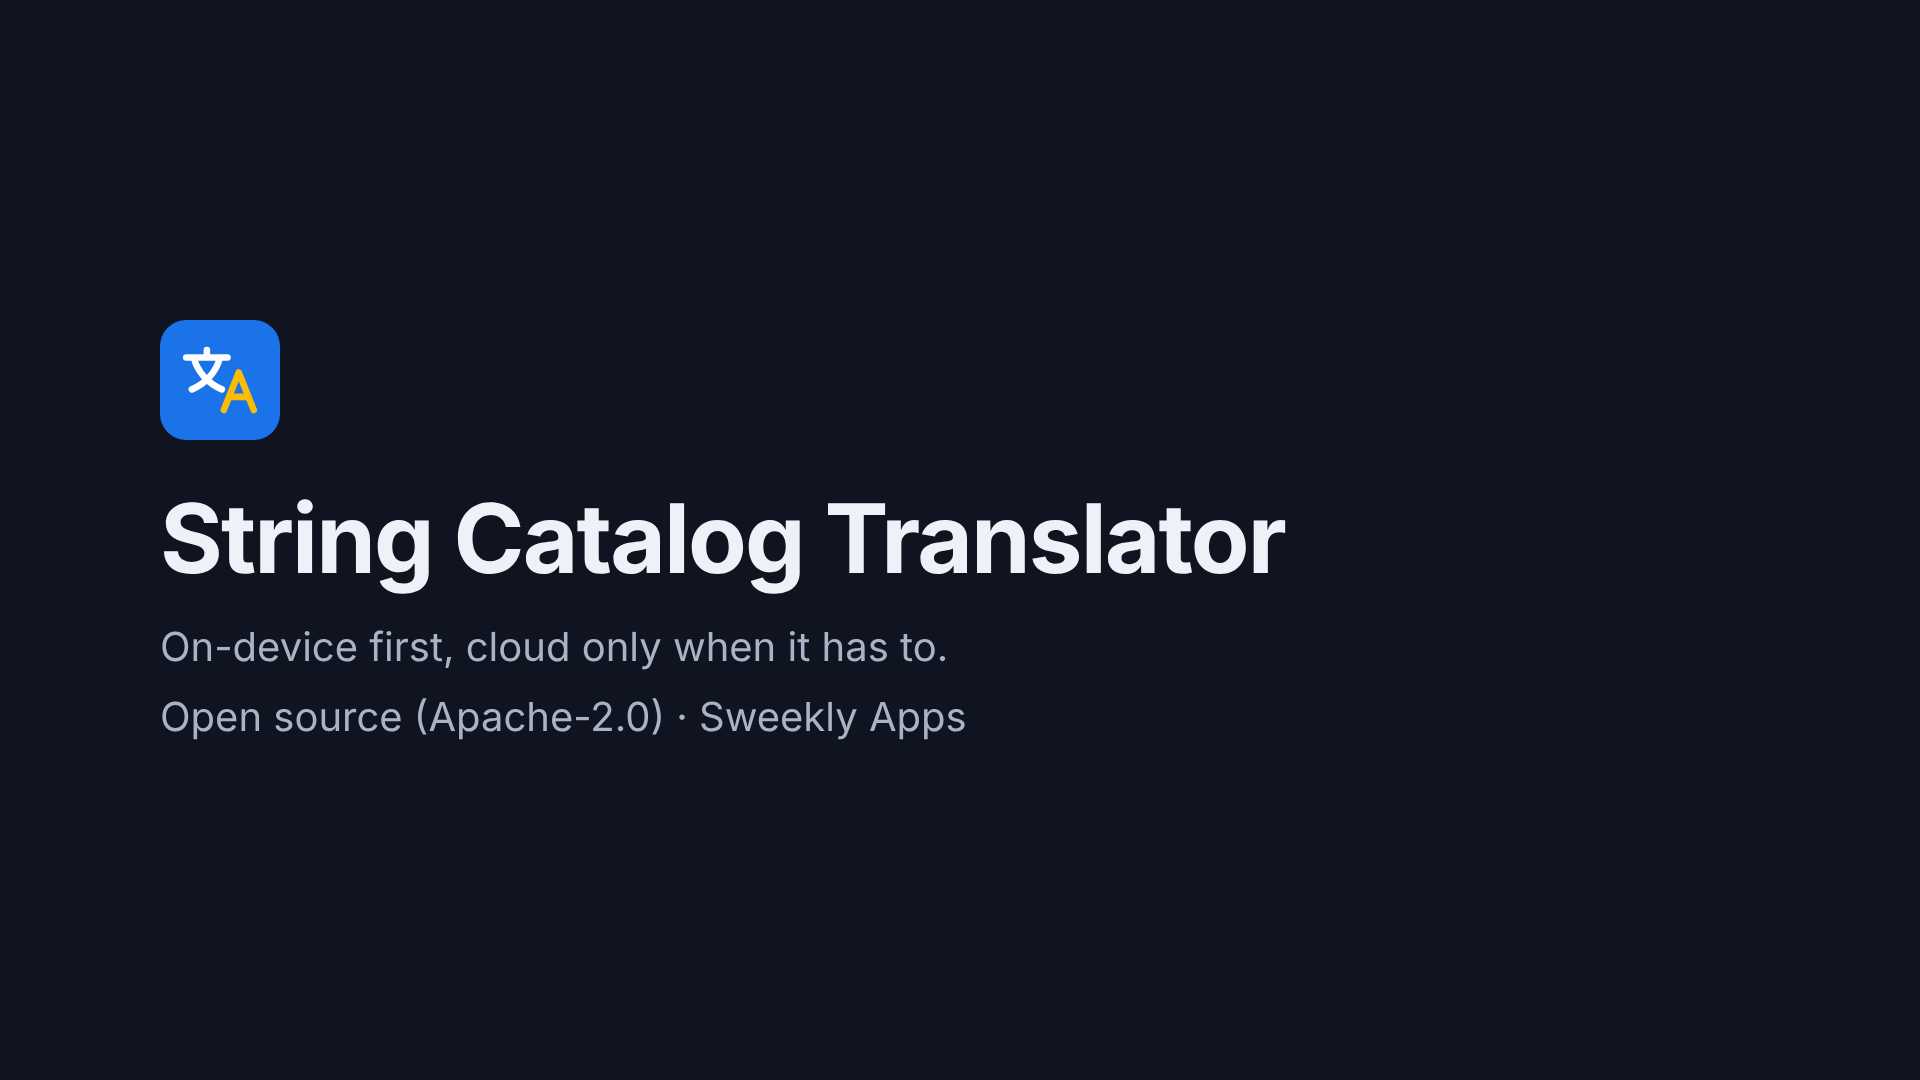 文A
String Catalog Translator
On-device first, cloud only when it has to.
Open source (Apache-2.0) · Sweekly Apps